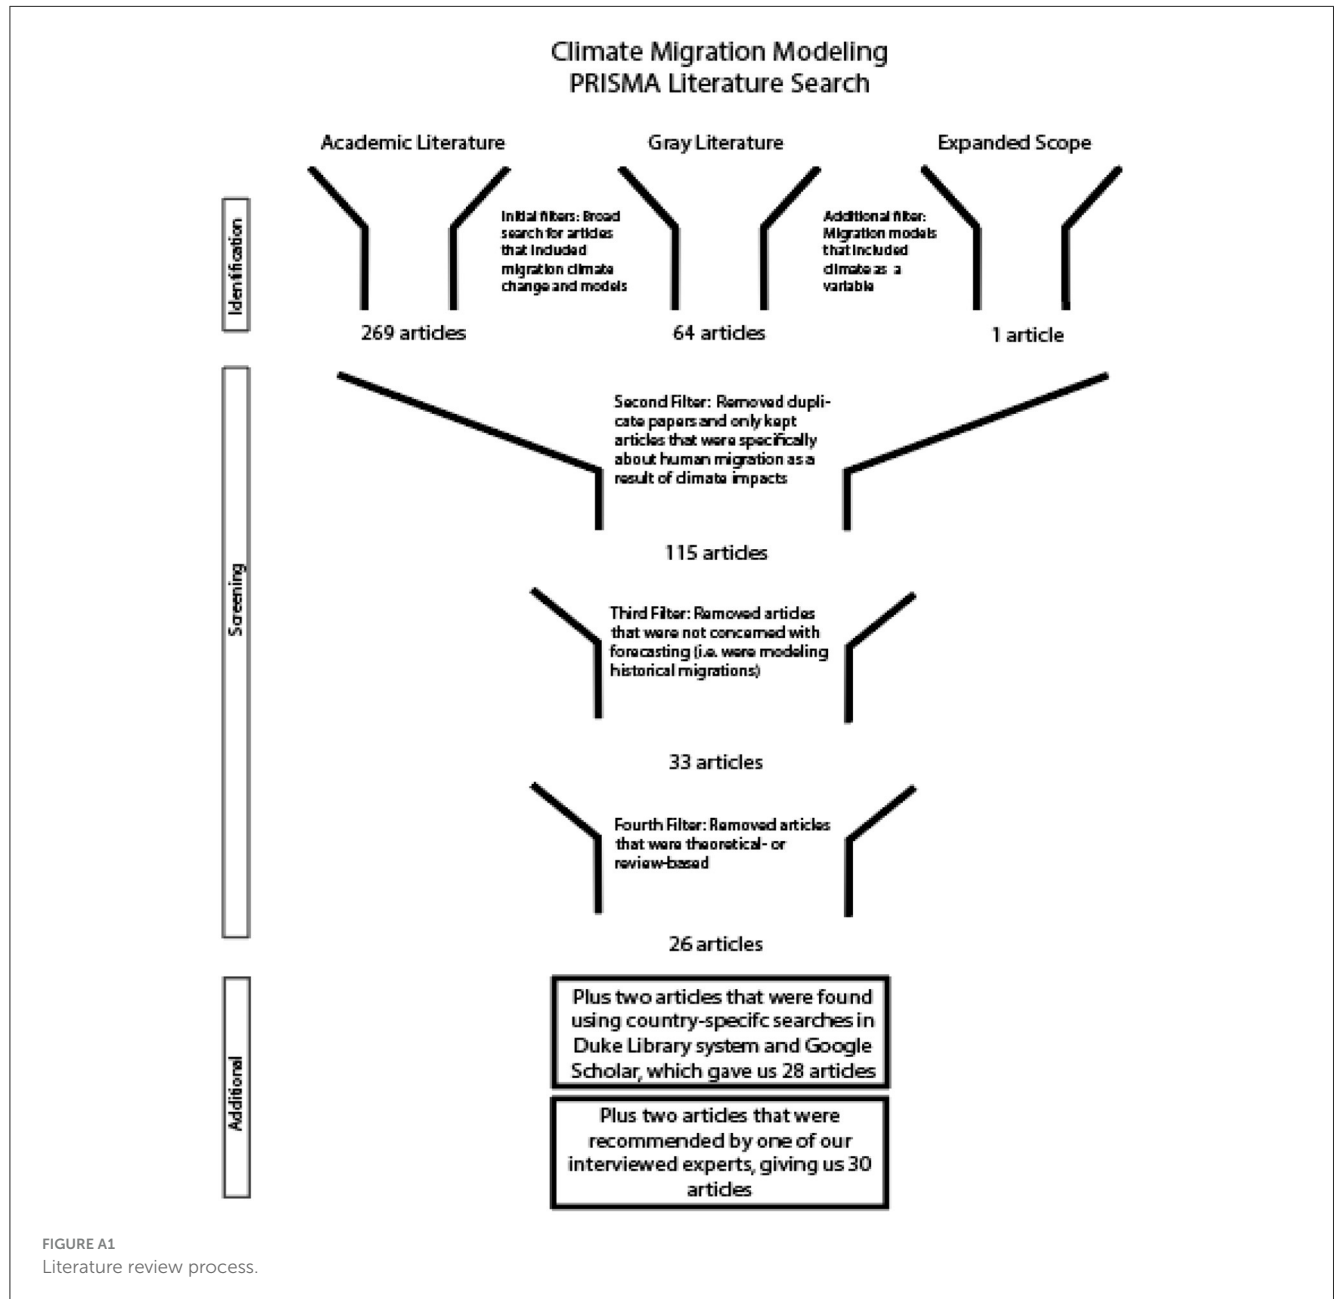 Climate Migration Modeling
PRISMA Literature Search
Academic Literature
Gray Literature
Expanded Scope
Identification
Initial filters: Broad
search for articles
that included
migration climate
change and models
Additional filter:
Migration models
that included
climate as a
variable
269 articles
64 articles
1 article
Screening
Second Filter: Removed dupli-
cate papers and only kept
articles that were specifically
about human migration as a
result of climate impacts
115 articles
Third Filter: Removed articles
that were not concerned with
forecasting (i.e. were modeling
historical migrations)
33 articles
Fourth Filter: Removed articles
that were theoretical- or
review-based
26 articles
Additional
Plus two articles that were found
using country-specifc searches in
Duke Library system and Google
Scholar, which gave us 28 articles
Plus two articles that were
recommended by one of our
interviewed experts, giving us 30
articles
FIGURE A1
Literature review process.